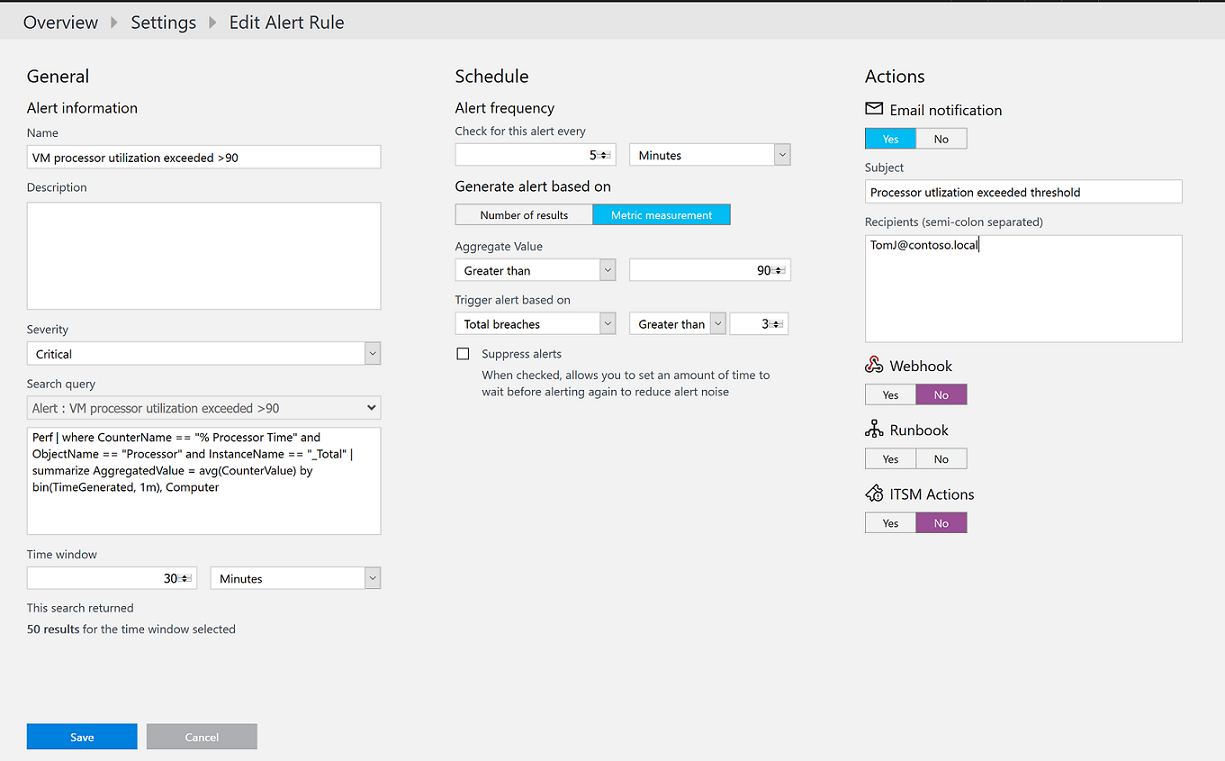 Overview Settings Edit Alert Rule
General
Alert information
Name
VM processor utilization exceeded >90
Description
Severity
Critical
Search query
Alert : VM processor utilization exceeded >90
Perf | where CounterName == "% Processor Time" and
ObjectName == "Processor" and InstanceName == "_Total" |
summarize AggregatedValue = avg(CounterValue) by
bin(TimeGenerated, 1m), Computer
Time window
30 Minutes
This search returned
50 results for the time window selected
Save Cancel
Schedule
Alert frequency
Check for this alert every
5 Minutes
Generate alert based on
Number of results Metric measurement
Aggregate Value
Greater than 90
Trigger alert based on
Total breaches Greater than 3
Suppress alerts
When checked, allows you to set an amount of time to
wait before alerting again to reduce alert noise
Actions
Email notification
Yes No
Subject
Processor utlization exceeded threshold
Recipients (semi-colon separated)
TomJ@contoso.local
Webhook
Yes No
Runbook
Yes No
ITSM Actions
Yes No